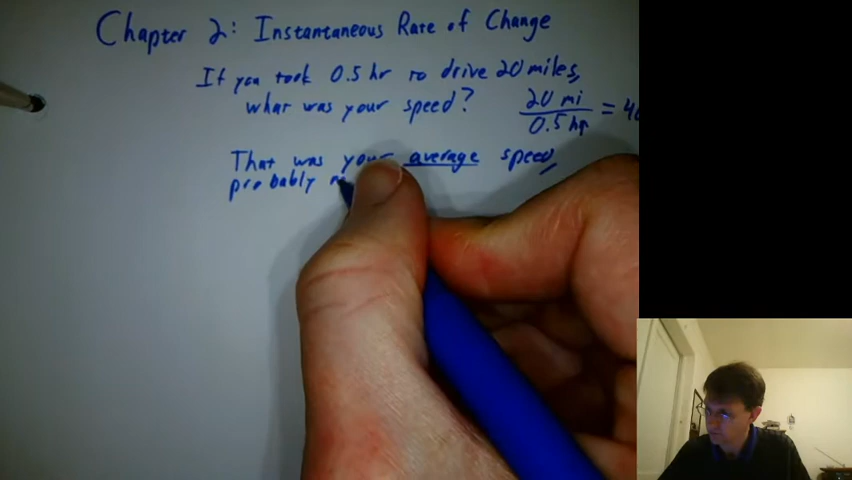 Chapter 2: Instantaneous Rate of Change
If you took 0.5 hr to drive 20 miles,
what was your speed? 20 mi / 0.5 hr =
That was your average speed,
probably